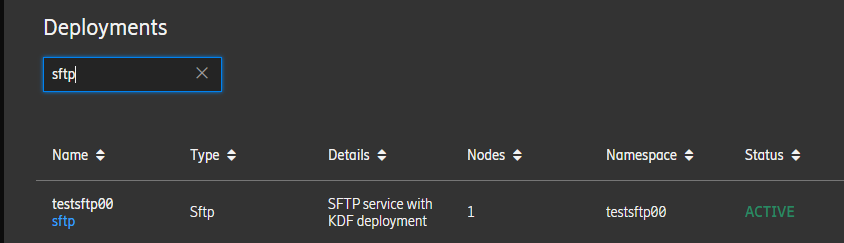 Deployments
sftp
Name Type Details Nodes Namespace Status
testsftp00 Sftp SFTP service with 1 testsftp00 ACTIVE
sftp KDF deployment